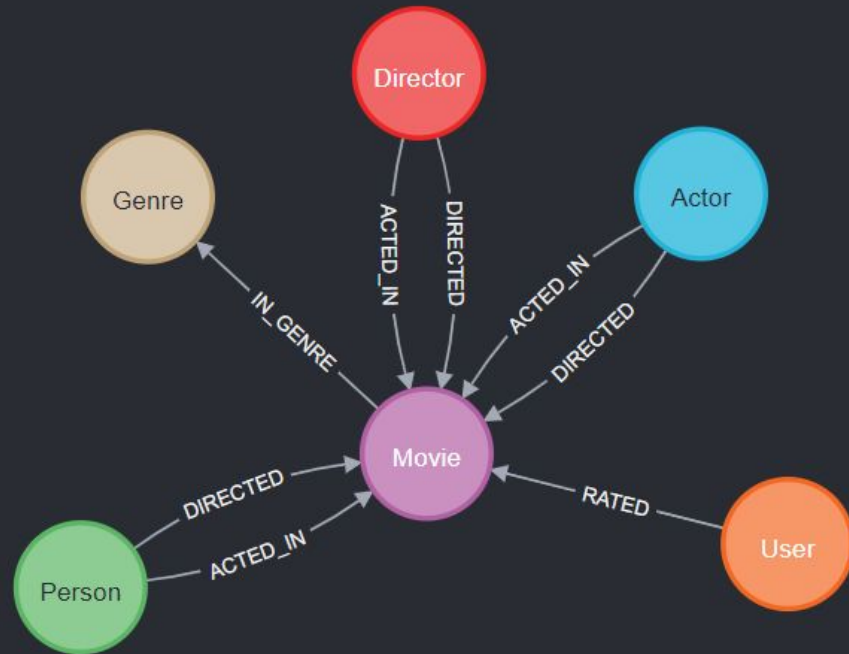 Director
Genre
Actor
ACTED_IN
DIRECTED
ACTED_IN
DIRECTED
IN_GENRE
Movie
DIRECTED
ACTED_IN
RATED
User
Person